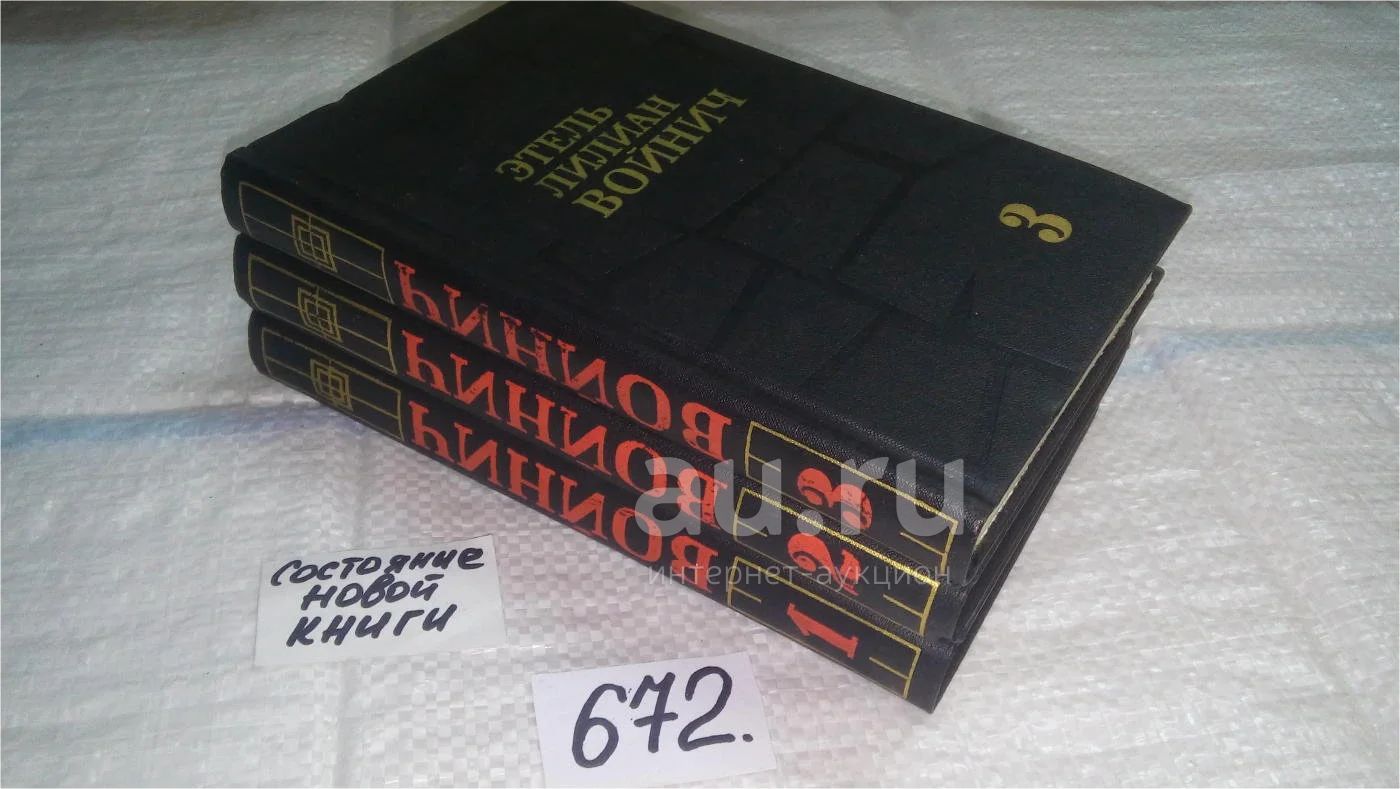 ЭТЕЛЬ
ЛИЛИАН
ВОЙНИЧ
3
ВОЙНИЧ
3
ВОЙНИЧ
2
ВОЙНИЧ
1
au.ru
интернет-аукцион
СОСТОЯНИЕ
НОВОЙ
КНИГИ
672.